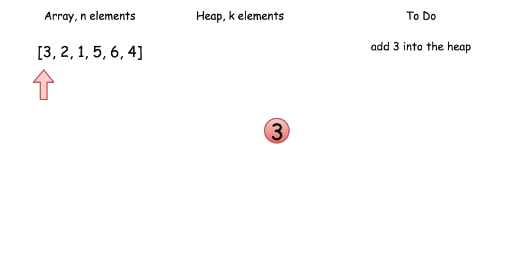 Array, n elements
Heap, k elements
To Do
[3, 2, 1, 5, 6, 4]
add 3 into the heap
3